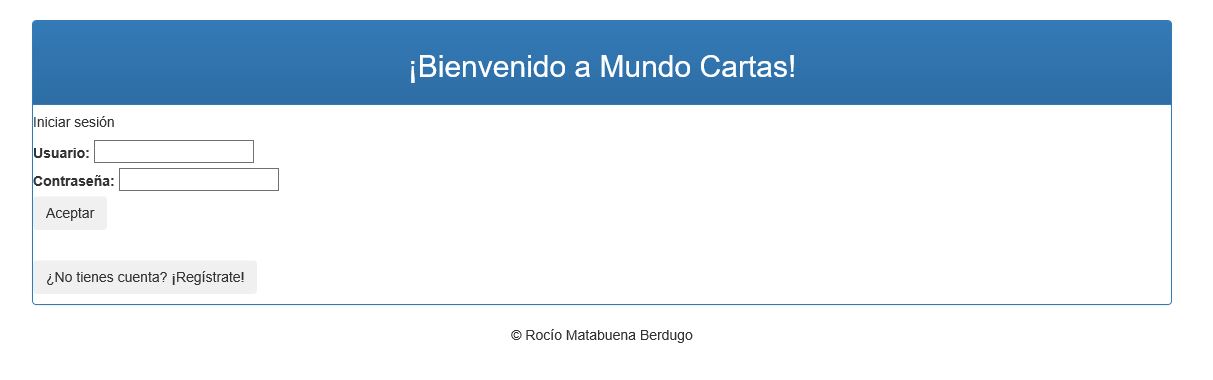 ¡Bienvenido a Mundo Cartas!
Iniciar sesión
Usuario:
Contraseña:
Aceptar
¿No tienes cuenta? ¡Regístrate!
© Rocío Matabuena Berdugo